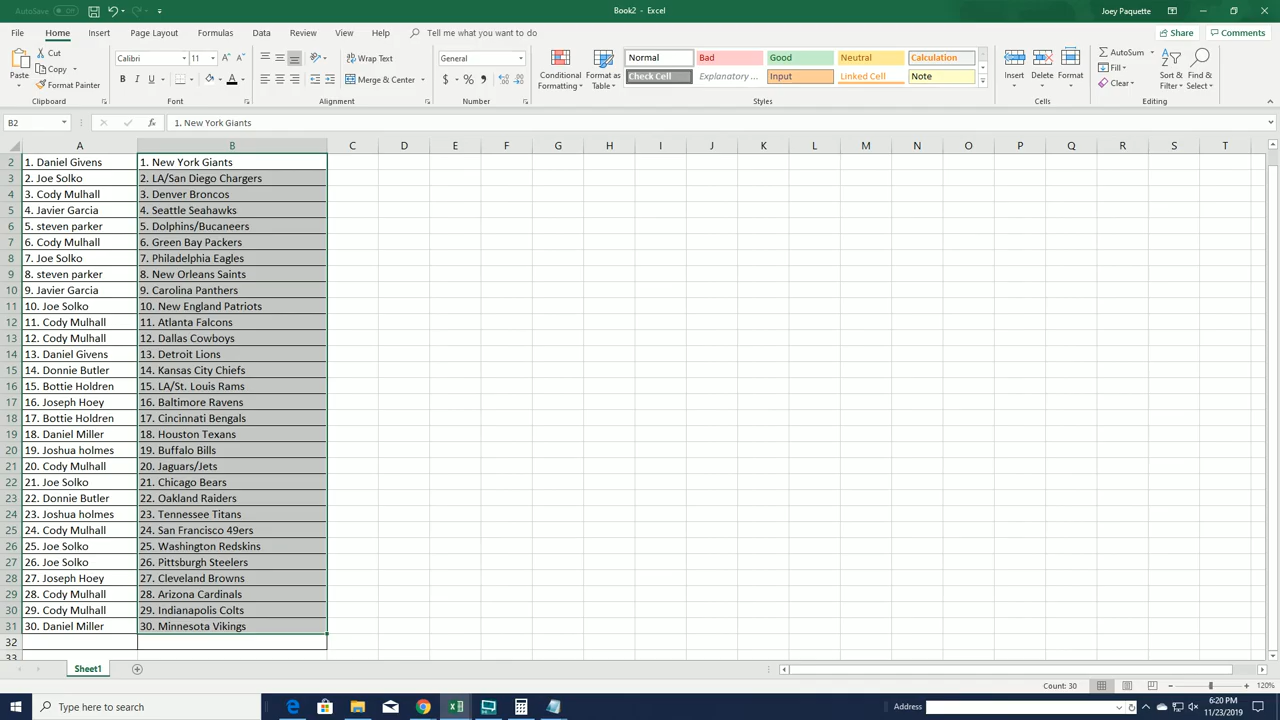 AutoSave Off
Book2 - Excel
Joey Paquette
File Home Insert Page Layout Formulas Data Review View Help Tell me what you want to do
Share Comments
Paste
Cut
Copy
Format Painter
Clipboard
Calibri 11
B I U
Font
Wrap Text
Merge & Center
Alignment
General
$ % ,
Number
Conditional Formatting
Format as Table
Normal Bad Good Neutral Calculation
Check Cell Explanatory ... Input Linked Cell Note
Styles
Insert Delete Format
Cells
AutoSum
Fill
Clear
Sort & Filter
Find & Select
Editing
B2 fx 1. New York Giants
A B C D E F G H I J K L M N O P Q R S T
2 1. Daniel Givens 1. New York Giants
3 2. Joe Solko 2. LA/San Diego Chargers
4 3. Cody Mulhall 3. Denver Broncos
5 4. Javier Garcia 4. Seattle Seahawks
6 5. steven parker 5. Dolphins/Bucaneers
7 6. Cody Mulhall 6. Green Bay Packers
8 7. Joe Solko 7. Philadelphia Eagles
9 8. steven parker 8. New Orleans Saints
10 9. Javier Garcia 9. Carolina Panthers
11 10. Joe Solko 10. New England Patriots
12 11. Cody Mulhall 11. Atlanta Falcons
13 12. Cody Mulhall 12. Dallas Cowboys
14 13. Daniel Givens 13. Detroit Lions
15 14. Donnie Butler 14. Kansas City Chiefs
16 15. Bottie Holdren 15. LA/St. Louis Rams
17 16. Joseph Hoey 16. Baltimore Ravens
18 17. Bottie Holdren 17. Cincinnati Bengals
19 18. Daniel Miller 18. Houston Texans
20 19. Joshua holmes 19. Buffalo Bills
21 20. Cody Mulhall 20. Jaguars/Jets
22 21. Joe Solko 21. Chicago Bears
23 22. Donnie Butler 22. Oakland Raiders
24 23. Joshua holmes 23. Tennessee Titans
25 24. Cody Mulhall 24. San Francisco 49ers
26 25. Joe Solko 25. Washington Redskins
27 26. Joe Solko 26. Pittsburgh Steelers
28 27. Joseph Hoey 27. Cleveland Browns
29 28. Cody Mulhall 28. Arizona Cardinals
30 29. Cody Mulhall 29. Indianapolis Colts
31 30. Daniel Miller 30. Minnesota Vikings
32
33
Sheet1
Count: 30
120%
Type here to search
Address
6:20 PM
11/23/2019